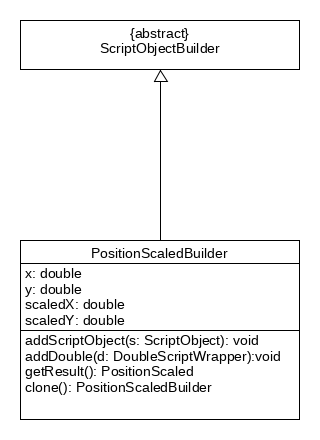 {abstract}
ScriptObjectBuilder
PositionScaledBuilder
x: double
y: double
scaledX: double
scaledY: double
addScriptObject(s: ScriptObject): void
addDouble(d: DoubleScriptWrapper):void
getResult(): PositionScaled
clone(): PositionScaledBuilder